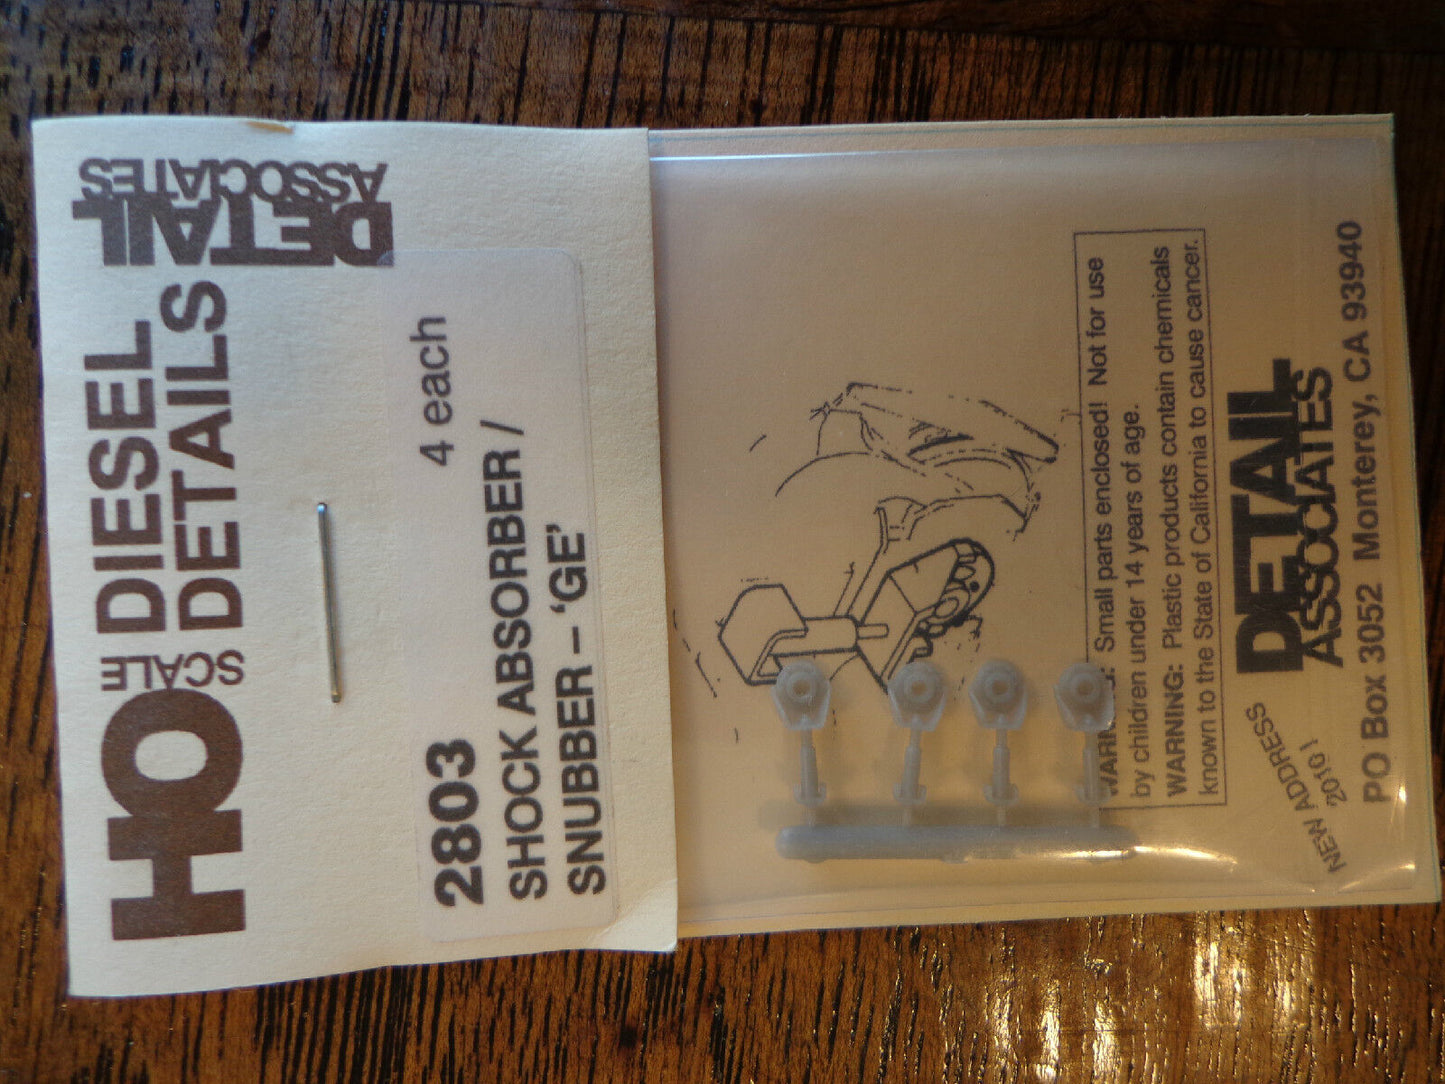 HO SCALE
DIESEL
DETAILS
DETAIL
ASSOCIATES
2803 4 each
SHOCK ABSORBER /
SNUBBER – ‘GE’
WARNING: Small parts enclosed! Not for use
by children under 14 years of age.
WARNING: Plastic products contain chemicals
known to the State of California to cause cancer.
DETAIL
ASSOCIATES
NEW ADDRESS
20101
PO Box 3052 Monterey, CA 93940